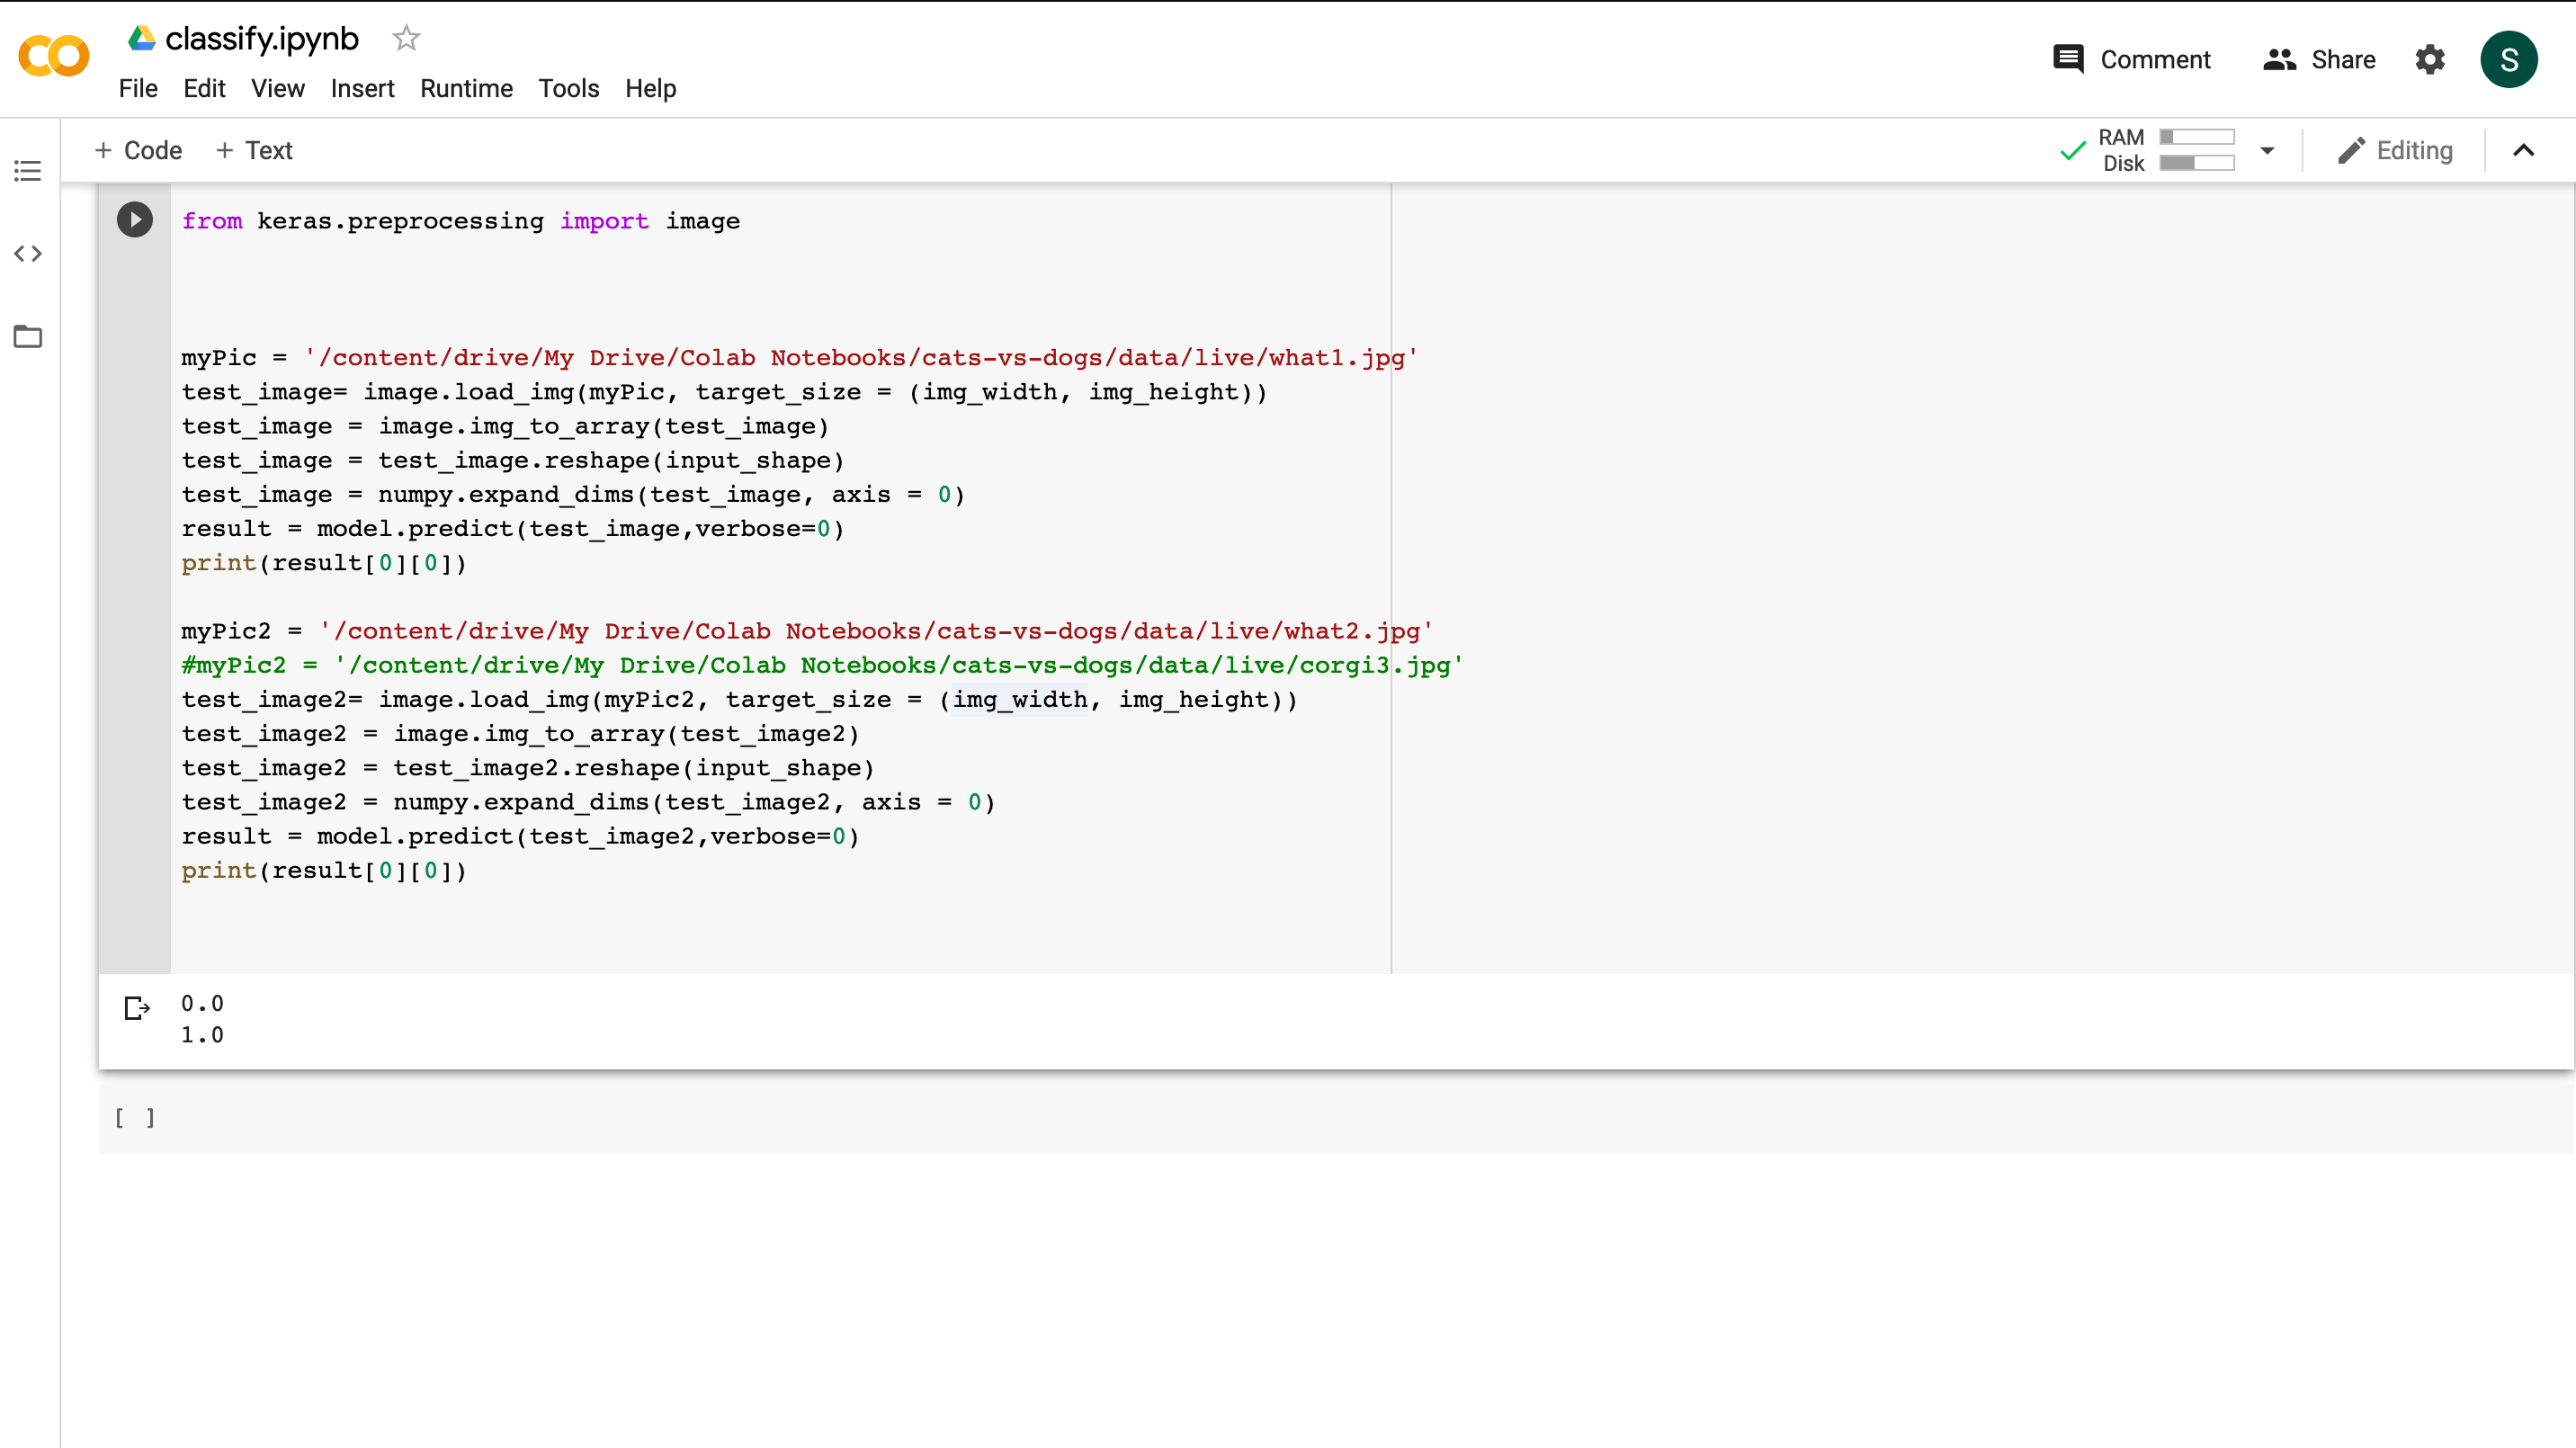 classify.ipynb
File Edit View Insert Runtime Tools Help
Comment Share S
+ Code + Text
RAM
Disk
Editing
from keras.preprocessing import image
myPic = '/content/drive/My Drive/Colab Notebooks/cats-vs-dogs/data/live/what1.jpg'
test_image= image.load_img(myPic, target_size = (img_width, img_height))
test_image = image.img_to_array(test_image)
test_image = test_image.reshape(input_shape)
test_image = numpy.expand_dims(test_image, axis = 0)
result = model.predict(test_image,verbose=0)
print(result[0][0])
myPic2 = '/content/drive/My Drive/Colab Notebooks/cats-vs-dogs/data/live/what2.jpg'
#myPic2 = '/content/drive/My Drive/Colab Notebooks/cats-vs-dogs/data/live/corgi3.jpg'
test_image2= image.load_img(myPic2, target_size = (img_width, img_height))
test_image2 = image.img_to_array(test_image2)
test_image2 = test_image2.reshape(input_shape)
test_image2 = numpy.expand_dims(test_image2, axis = 0)
result = model.predict(test_image2,verbose=0)
print(result[0][0])
0.0
1.0
[ ]